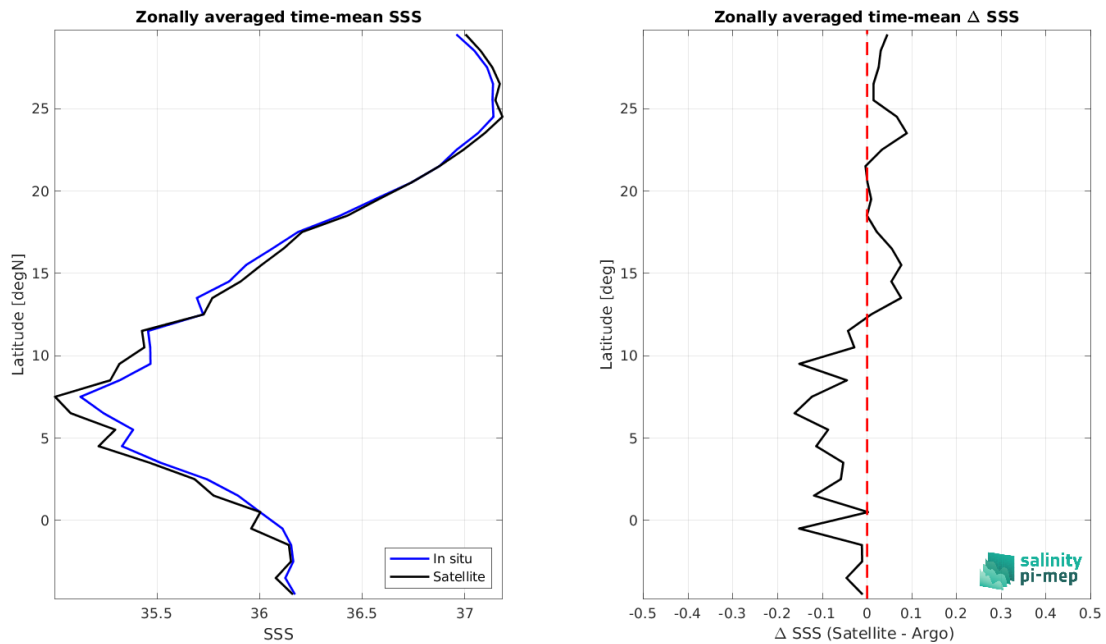 Zonally averaged time-mean SSS
Latitude [degN]
25
20
15
10
5
0
35.5 36 36.5 37
SSS
In situ
Satellite
Zonally averaged time-mean Δ SSS
Latitude [deg]
25
20
15
10
5
0
-0.5 -0.4 -0.3 -0.2 -0.1 0 0.1 0.2 0.3 0.4 0.5
Δ SSS (Satellite - Argo)
salinity
pi-mep